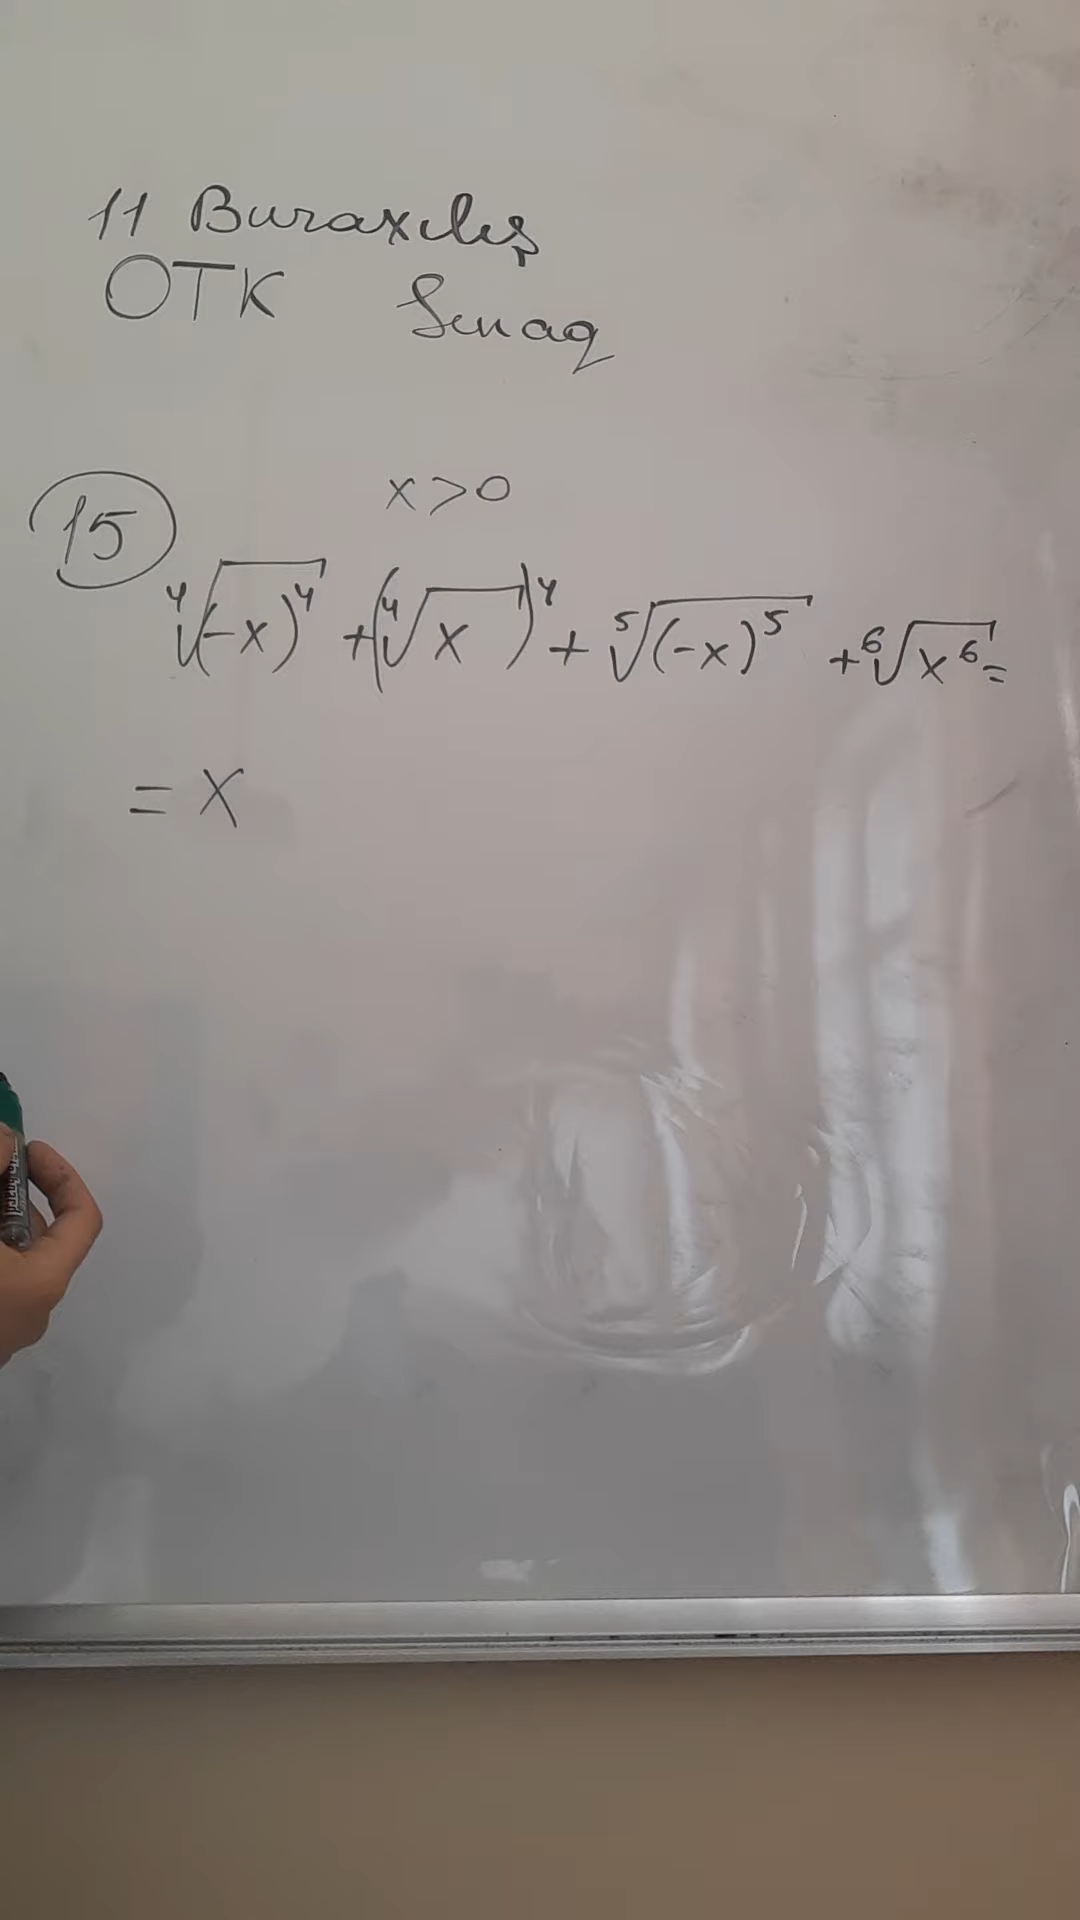 11 Buraxılış
OTK Sınaq
15
x>0
⁴√(-x)⁴ + (⁴√x)⁴ + ⁵√(-x)⁵ + ⁶√x⁶ =
= x